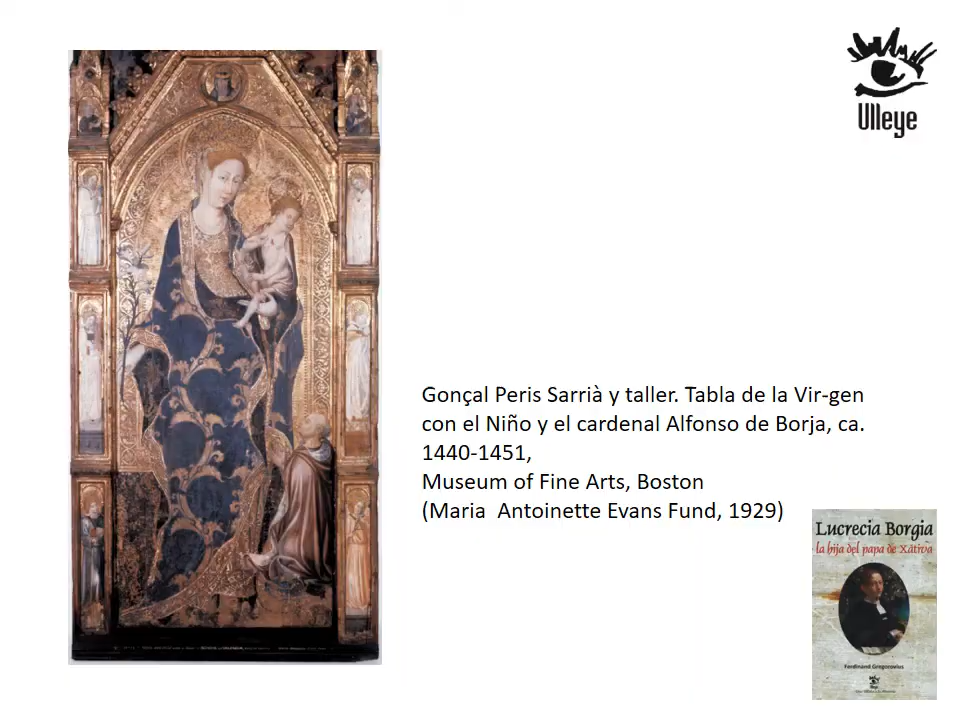 Ulleye
Gonçal Peris Sarrià y taller. Tabla de la Vir-gen
con el Niño y el cardenal Alfonso de Borja, ca.
1440-1451,
Museum of Fine Arts, Boston
(Maria Antoinette Evans Fund, 1929)
Lucrecia Borgia
la hija del papa de Xàtiva
Ferdinand Gregorovius